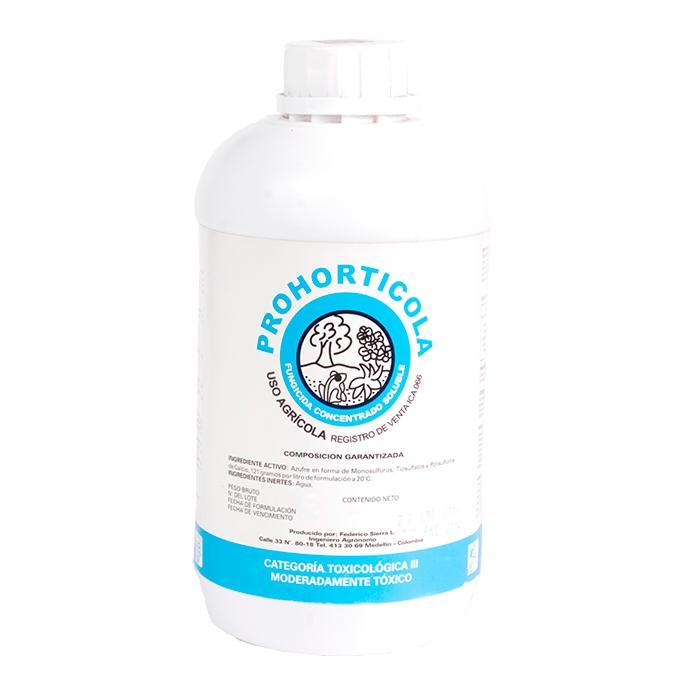 PROHORTICOLA
FUNGICIDA CONCENTRADO SOLUBLE
USO AGRÍCOLA REGISTRO DE VENTA ICA 066
COMPOSICIÓN GARANTIZADA
INGREDIENTE ACTIVO: Azufre en forma de Monosulfuros, Tiosulfatos y Polisulfuros
de Calcio, 121 gramos por litro de formulación a 20°C.
INGREDIENTES INERTES: Agua.
PESO BRUTO CONTENIDO NETO
N° DEL LOTE
FECHA DE FORMULACIÓN
FECHA DE VENCIMIENTO
Producido por: Federico Sierra L.
Ingeniero Agrónomo
Calle 33 N°. 80-18 Tel. 413 30 69 Medellín - Colombia
CATEGORÍA TOXICOLÓGICA III
MODERADAMENTE TÓXICO